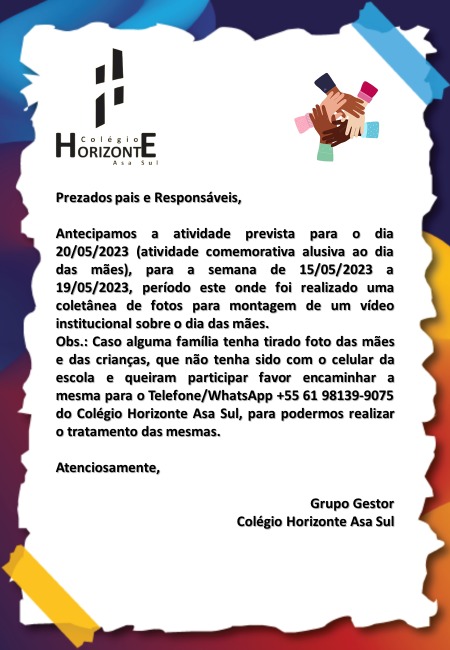 Colégio
HORIZONTE
Asa Sul
Prezados pais e Responsáveis,
Antecipamos a atividade prevista para o dia
20/05/2023 (atividade comemorativa alusiva ao dia
das mães), para a semana de 15/05/2023 a
19/05/2023, período este onde foi realizado uma
coletânea de fotos para montagem de um vídeo
institucional sobre o dia das mães.
Obs.: Caso alguma família tenha tirado foto das mães
e das crianças, que não tenha sido com o celular da
escola e queiram participar favor encaminhar a
mesma para o Telefone/WhatsApp +55 61 98139-9075
do Colégio Horizonte Asa Sul, para podermos realizar
o tratamento das mesmas.
Atenciosamente,
Grupo Gestor
Colégio Horizonte Asa Sul